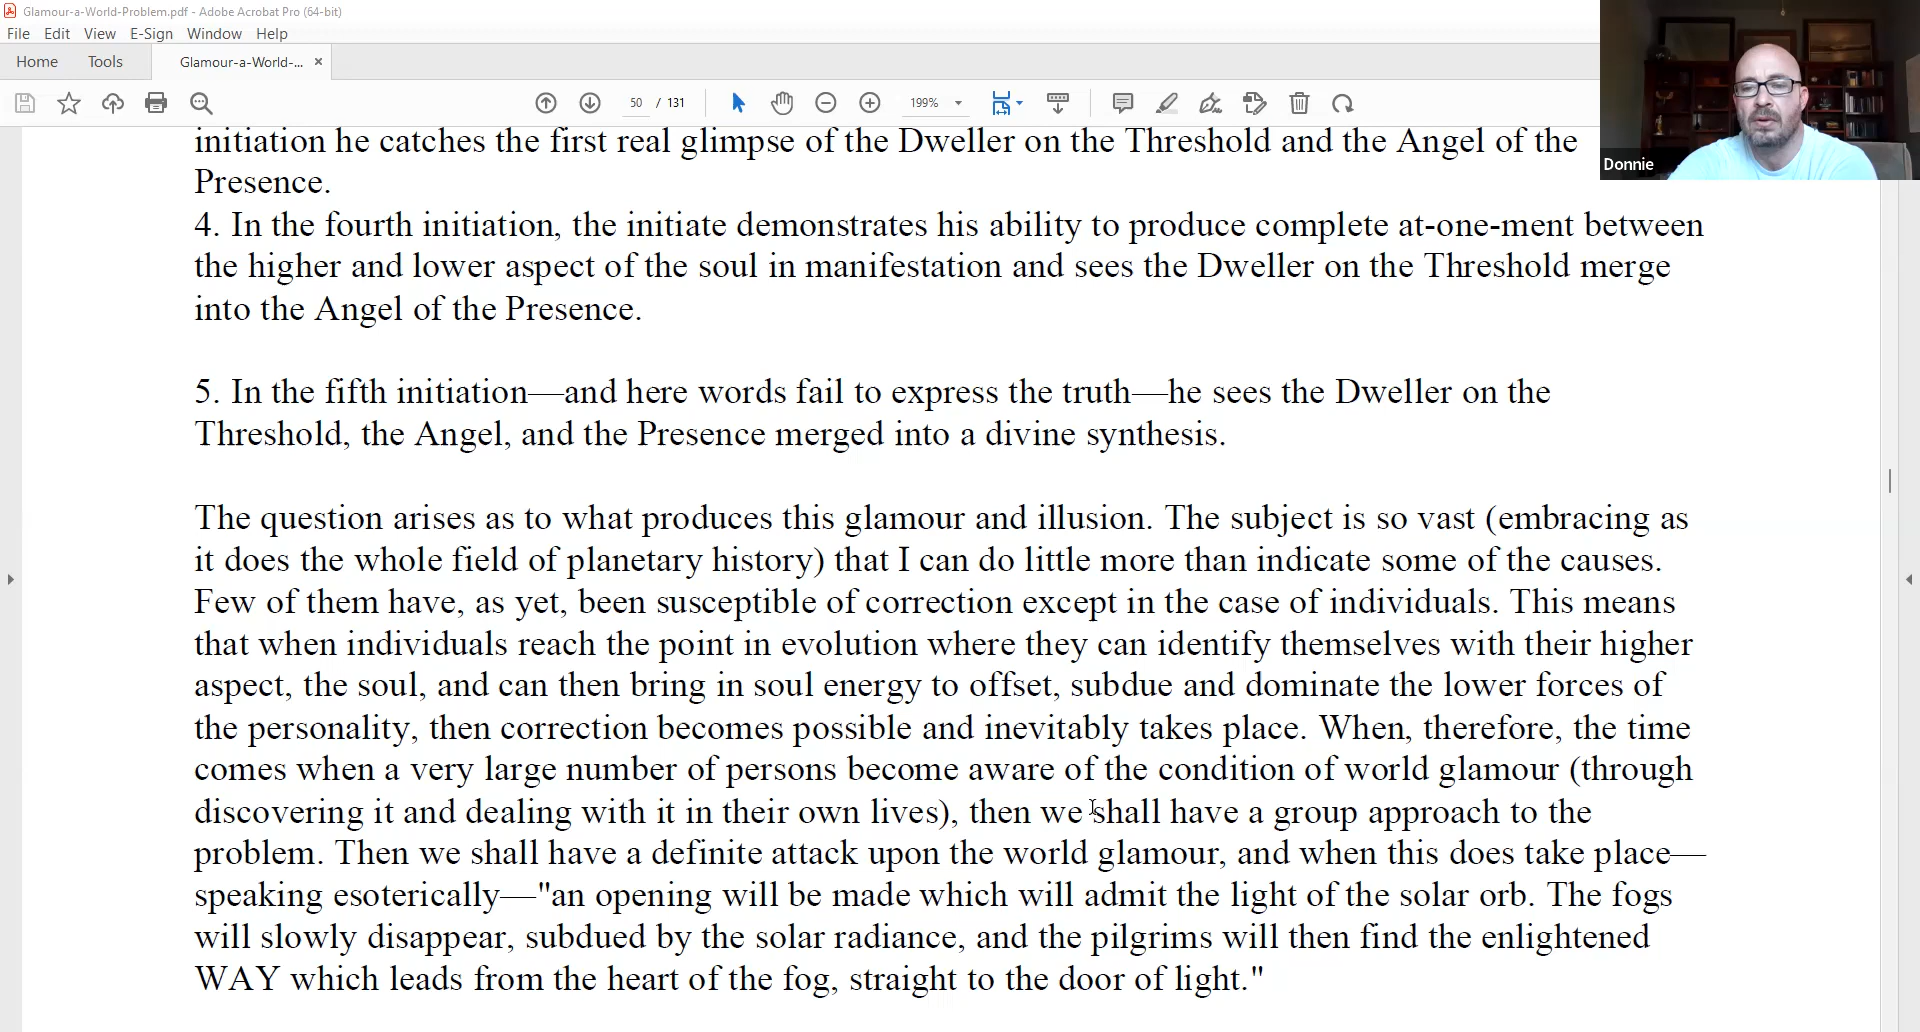 Glamour-a-World-Problem.pdf - Adobe Acrobat Pro (64-bit)
File Edit View E-Sign Window Help
Home Tools Glamour-a-World-... ×
50 / 131 199%
Donnie
initiation he catches the first real glimpse of the Dweller on the Threshold and the Angel of the
Presence.
4. In the fourth initiation, the initiate demonstrates his ability to produce complete at-one-ment between
the higher and lower aspect of the soul in manifestation and sees the Dweller on the Threshold merge
into the Angel of the Presence.
5. In the fifth initiation—and here words fail to express the truth—he sees the Dweller on the
Threshold, the Angel, and the Presence merged into a divine synthesis.
The question arises as to what produces this glamour and illusion. The subject is so vast (embracing as
it does the whole field of planetary history) that I can do little more than indicate some of the causes.
Few of them have, as yet, been susceptible of correction except in the case of individuals. This means
that when individuals reach the point in evolution where they can identify themselves with their higher
aspect, the soul, and can then bring in soul energy to offset, subdue and dominate the lower forces of
the personality, then correction becomes possible and inevitably takes place. When, therefore, the time
comes when a very large number of persons become aware of the condition of world glamour (through
discovering it and dealing with it in their own lives), then we shall have a group approach to the
problem. Then we shall have a definite attack upon the world glamour, and when this does take place—
speaking esoterically—"an opening will be made which will admit the light of the solar orb. The fogs
will slowly disappear, subdued by the solar radiance, and the pilgrims will then find the enlightened
WAY which leads from the heart of the fog, straight to the door of light."